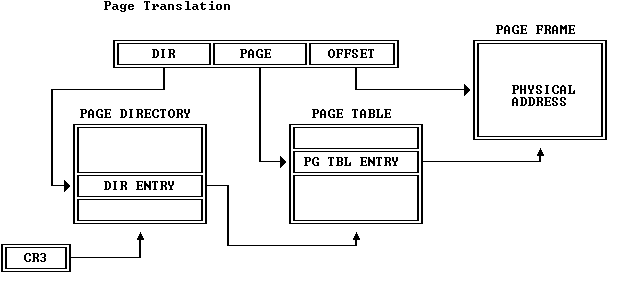 Page Translation
PAGE FRAME
DIR PAGE OFFSET
PHYSICAL
ADDRESS
PAGE DIRECTORY
PAGE TABLE
PG TBL ENTRY
DIR ENTRY
CR3